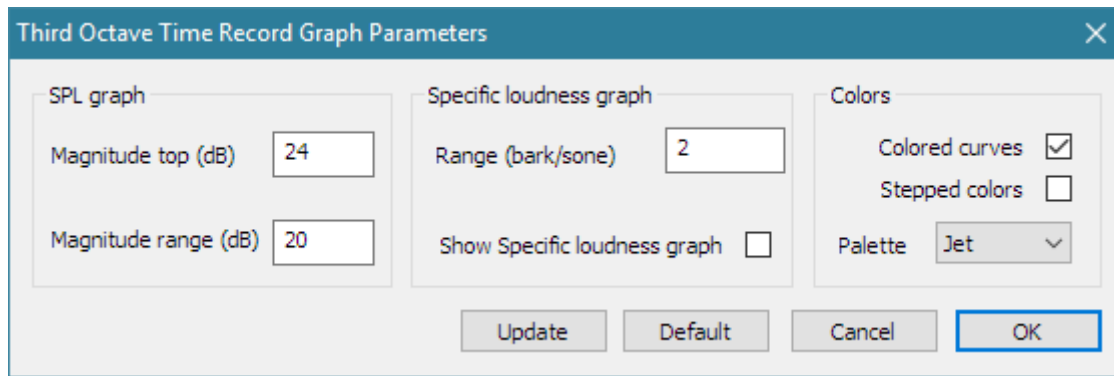 Third Octave Time Record Graph Parameters
SPL graph
Magnitude top (dB) 24
Magnitude range (dB) 20
Specific loudness graph
Range (bark/sone) 2
Show Specific loudness graph
Colors
Colored curves
Stepped colors
Palette Jet
Update Default Cancel OK